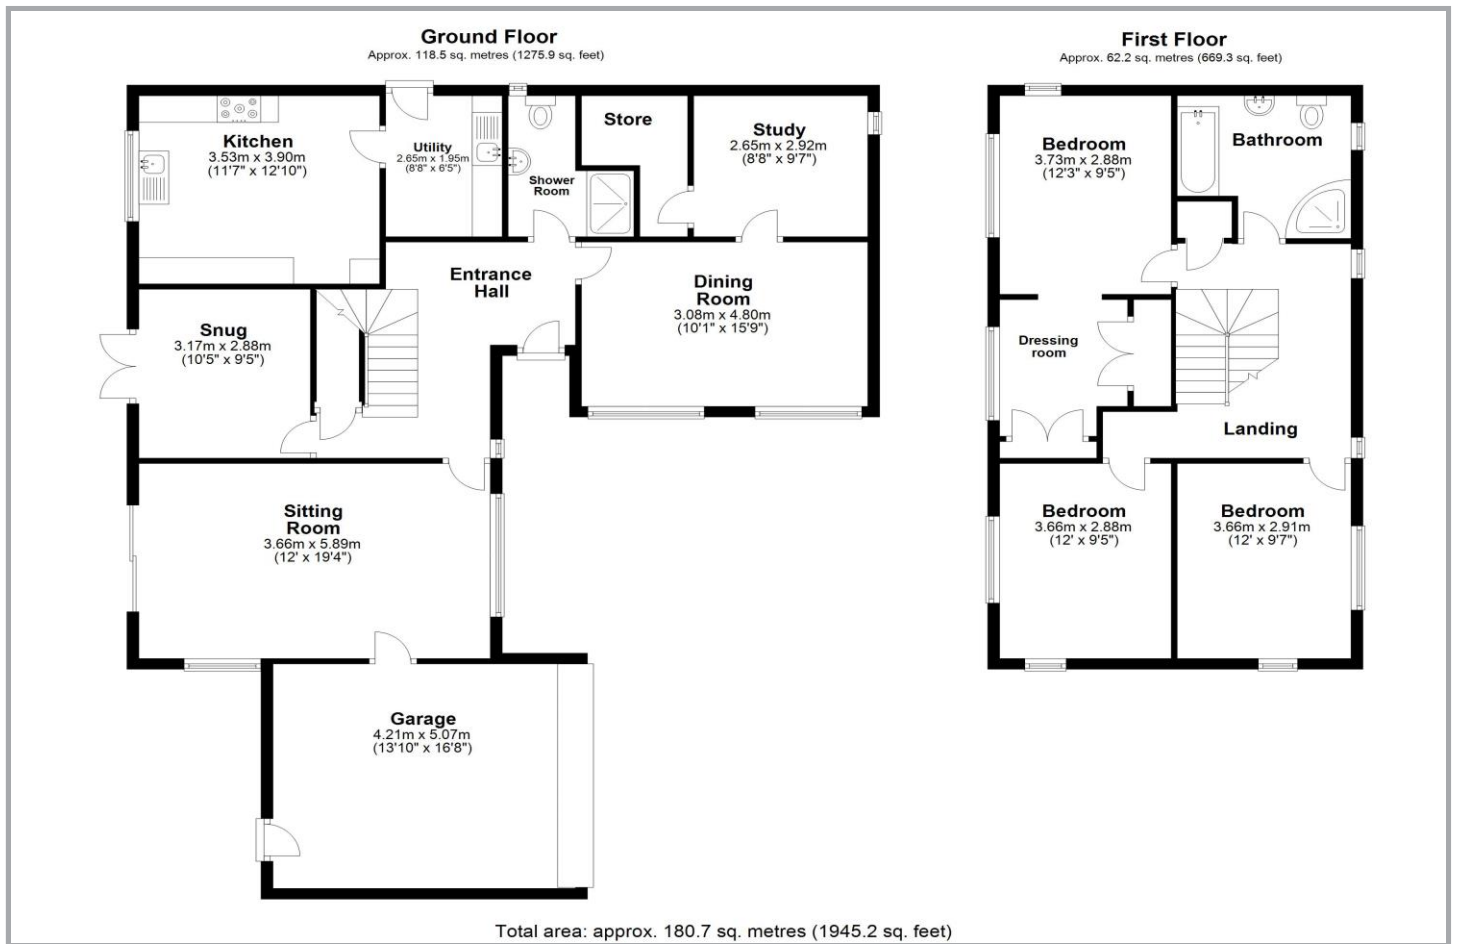 Ground Floor
Approx. 118.5 sq. metres (1275.9 sq. feet)
Kitchen
3.53m x 3.90m
(11'7" x 12'10")
Utility
2.65m x 1.95m
(8'8" x 6'5")
Shower
Room
Store
Study
2.65m x 2.92m
(8'8" x 9'7")
Entrance
Hall
Dining
Room
3.08m x 4.80m
(10'1" x 15'9")
Snug
3.17m x 2.88m
(10'5" x 9'5")
Sitting
Room
3.66m x 5.89m
(12' x 19'4")
Garage
4.21m x 5.07m
(13'10" x 16'8")
First Floor
Approx. 62.2 sq. metres (669.3 sq. feet)
Bedroom
3.73m x 2.88m
(12'3" x 9'5")
Bathroom
Dressing
room
Landing
Bedroom
3.66m x 2.88m
(12' x 9'5")
Bedroom
3.66m x 2.91m
(12' x 9'7")
Total area: approx. 180.7 sq. metres (1945.2 sq. feet)